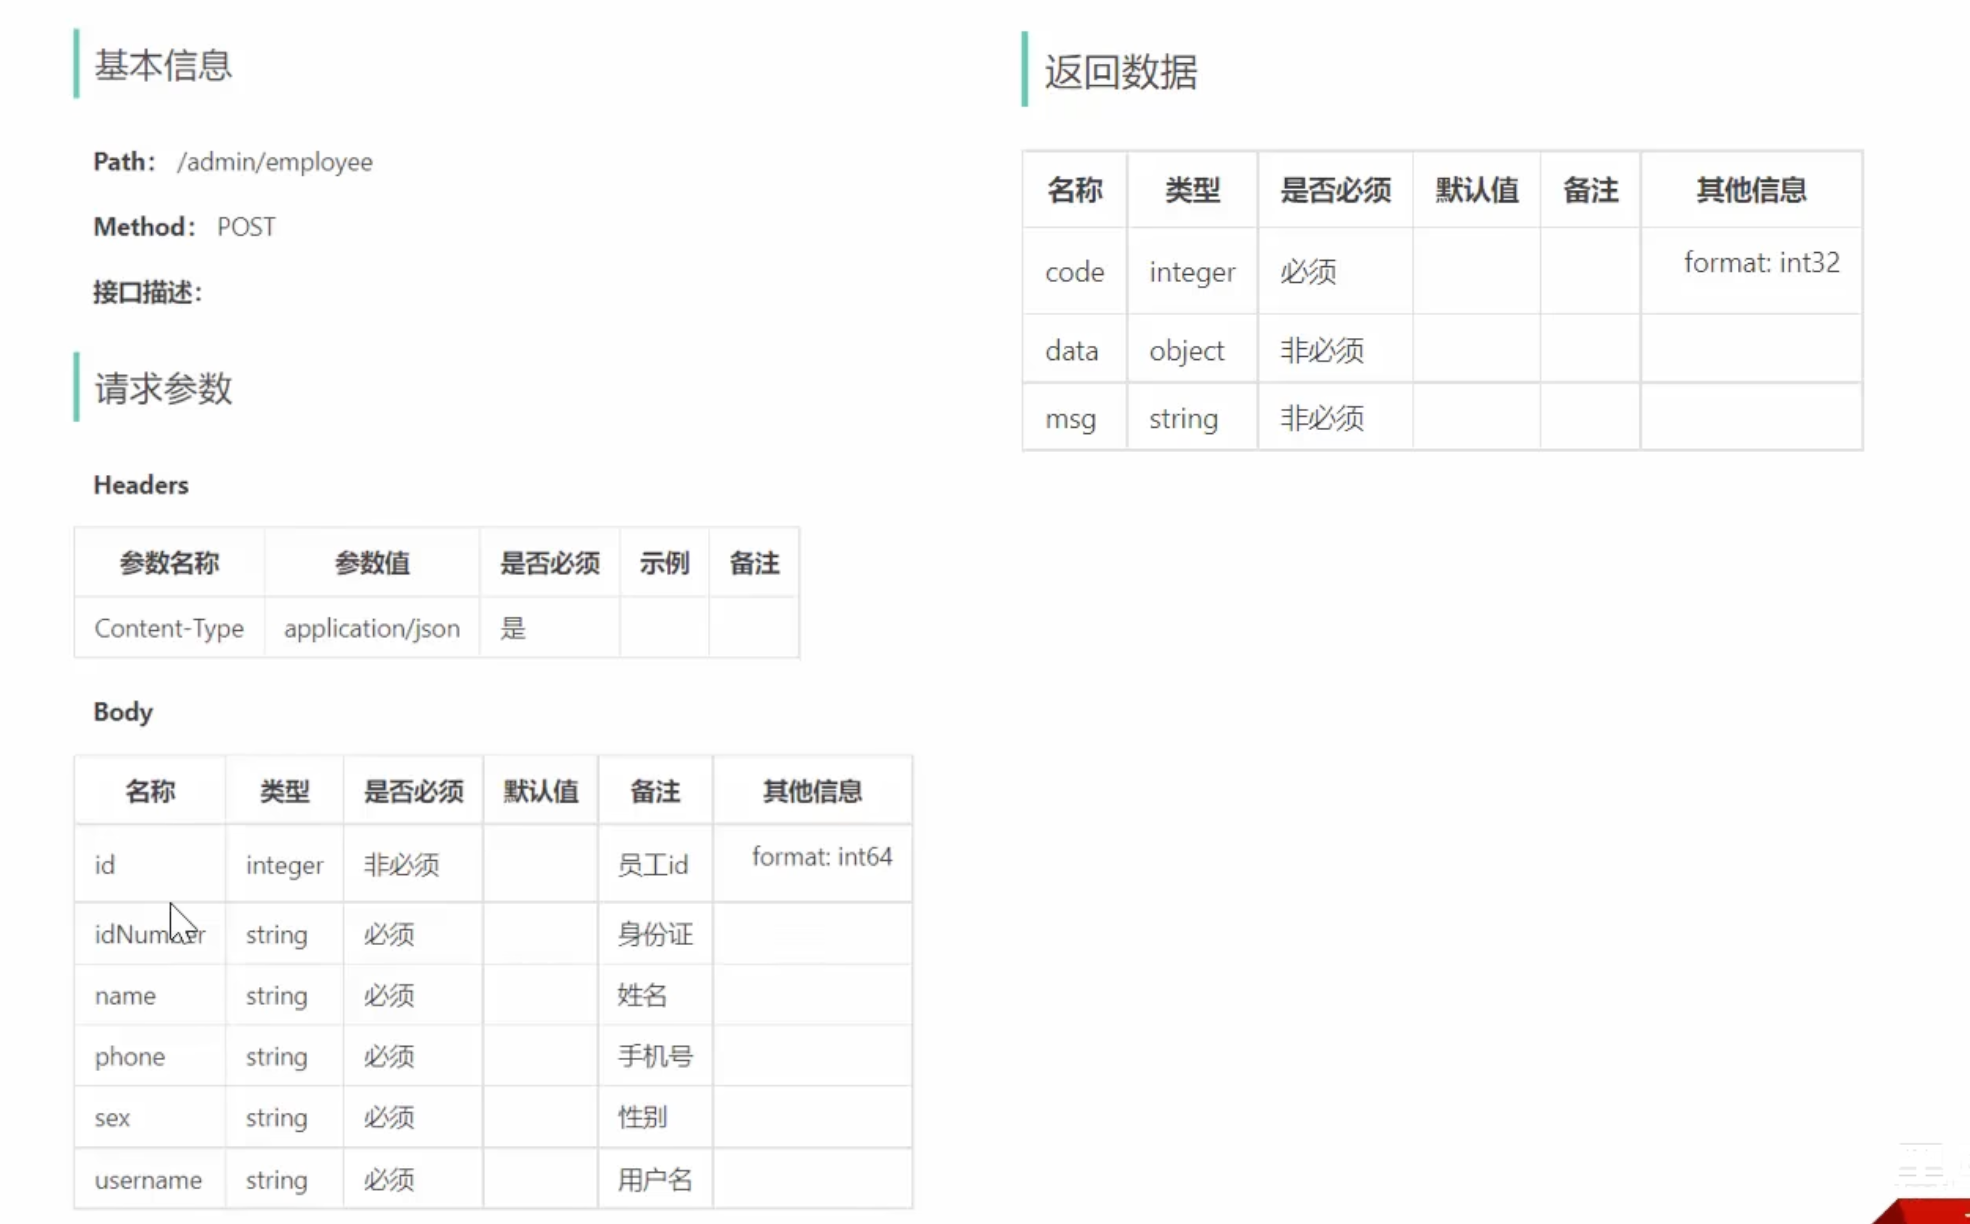 基本信息
Path： /admin/employee
Method： POST
接口描述：
请求参数
Headers
参数名称 参数值 是否必须 示例 备注
Content-Type application/json 是
Body
名称 类型 是否必须 默认值 备注 其他信息
id integer 非必须 员工id format: int64
idNumber string 必须 身份证
name string 必须 姓名
phone string 必须 手机号
sex string 必须 性别
username string 必须 用户名
返回数据
名称 类型 是否必须 默认值 备注 其他信息
code integer 必须 format: int32
data object 非必须
msg string 非必须